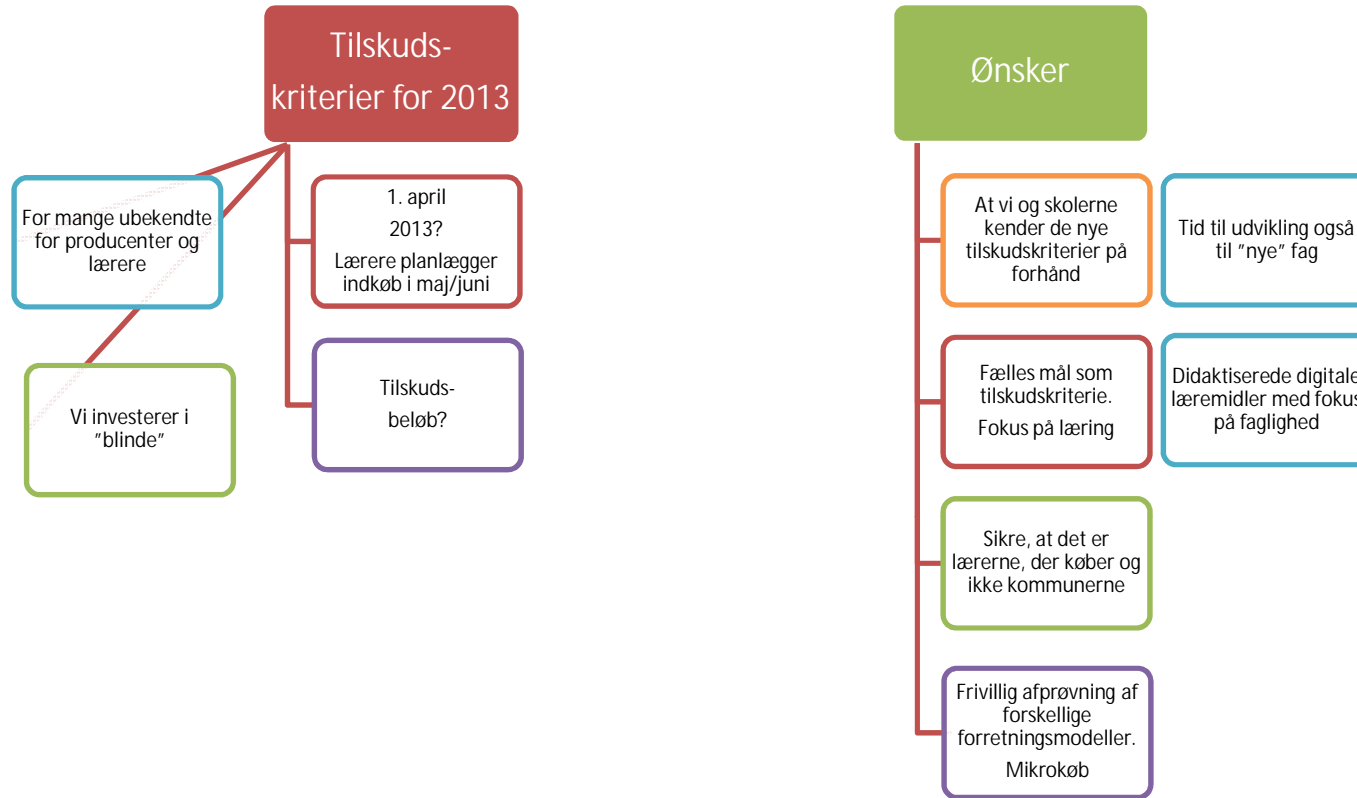 Tilskuds-
kriterier for 2013
For mange ubekendte
for producenter og
lærere
1. april
2013?
Lærere planlægger
indkøb i maj/juni
Vi investerer i
”blinde”
Tilskuds-
beløb?
Ønsker
At vi og skolerne
kender de nye
tilskudskriterier på
forhånd
Tid til udvikling også
til ”nye” fag
Fælles mål som
tilskudskriterie.
Fokus på læring
Didaktiserede digitale
læremidler med fokus
på faglighed
Sikre, at det er
lærerne, der køber og
ikke kommunerne
Frivillig afprøvning af
forskellige
forretningsmodeller.
Mikrokøb